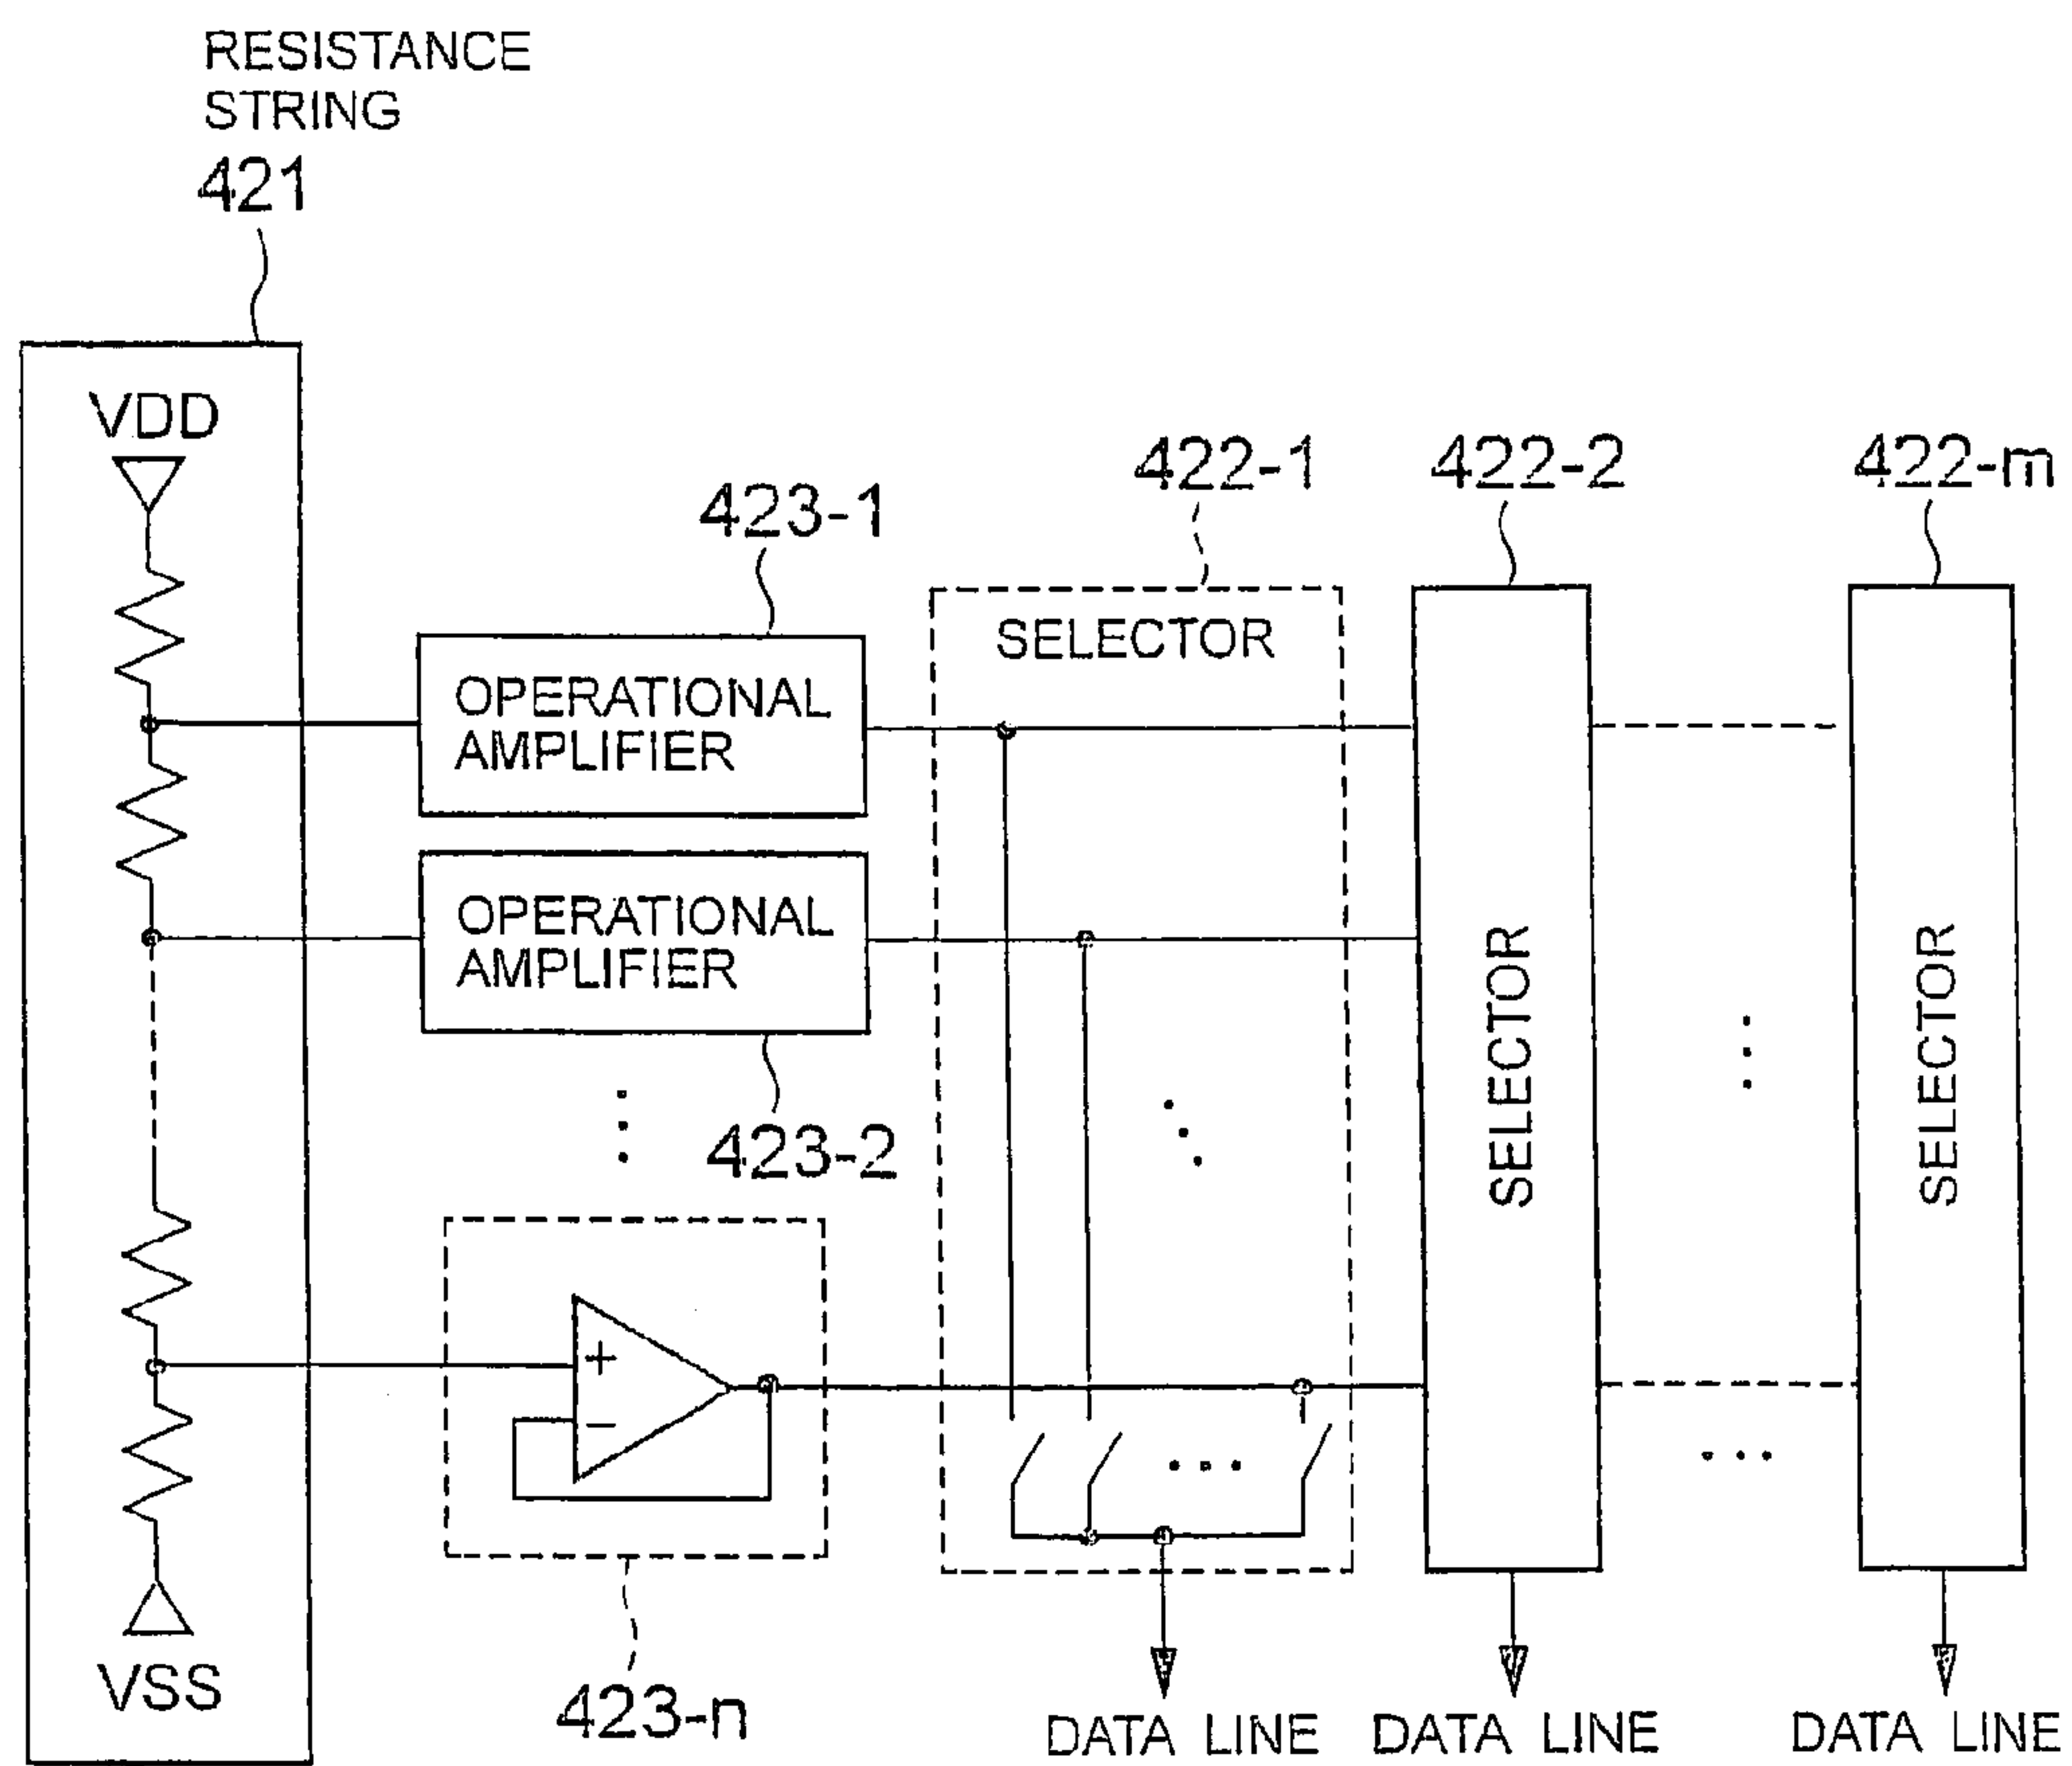 RESISTANCE
STRING
421
VDD
423-1
422-1
422-2
422-m
SELECTOR
OPERATIONAL
AMPLIFIER
OPERATIONAL
AMPLIFIER
SELECTOR
SELECTOR
423-2
+
−
VSS
423-n
DATA LINE
DATA LINE
DATA LINE